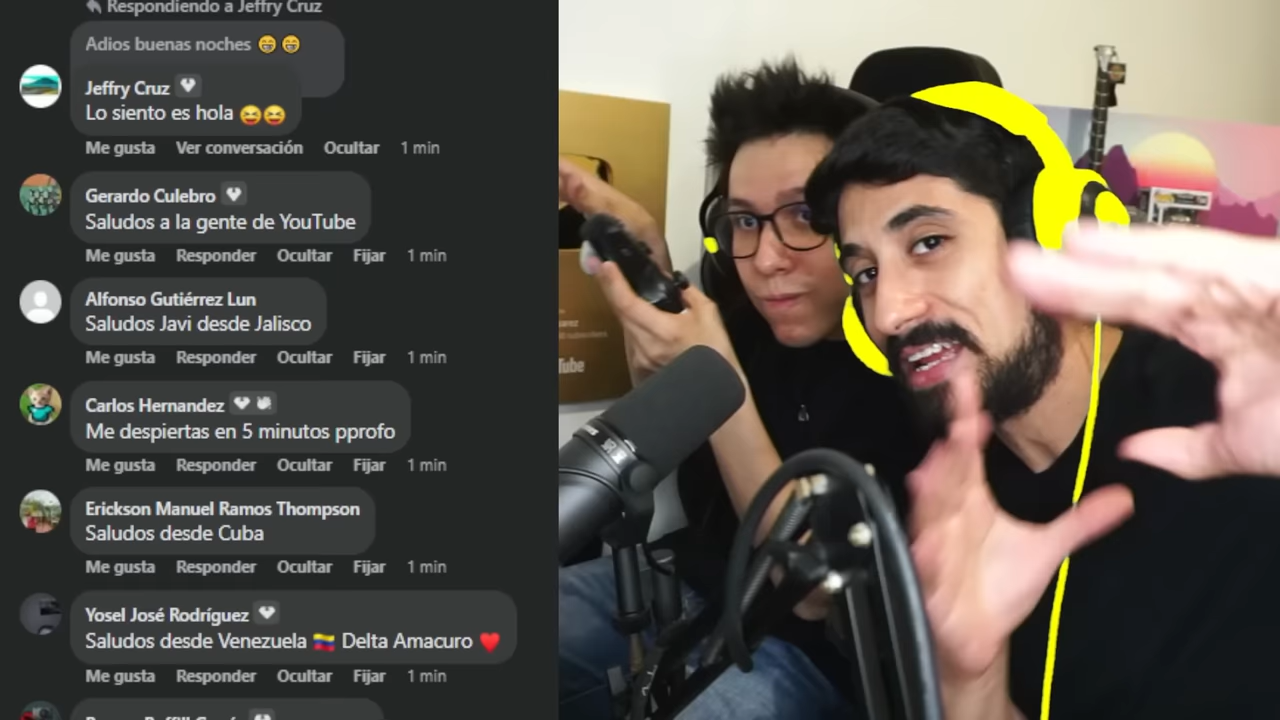 Respondiendo a Jeffry Cruz
Adios buenas noches 😁 😁
Jeffry Cruz
Lo siento es hola 😆😆
Me gusta Ver conversación Ocultar 1 min
Gerardo Culebro
Saludos a la gente de YouTube
Me gusta Responder Ocultar Fijar 1 min
Alfonso Gutiérrez Lun
Saludos Javi desde Jalisco
Me gusta Responder Ocultar Fijar 1 min
Carlos Hernandez
Me despiertas en 5 minutos pprofo
Me gusta Responder Ocultar Fijar 1 min
Erickson Manuel Ramos Thompson
Saludos desde Cuba
Me gusta Responder Ocultar Fijar 1 min
Yosel José Rodríguez
Saludos desde Venezuela 🇻🇪 Delta Amacuro ❤️
Me gusta Responder Ocultar Fijar 1 min